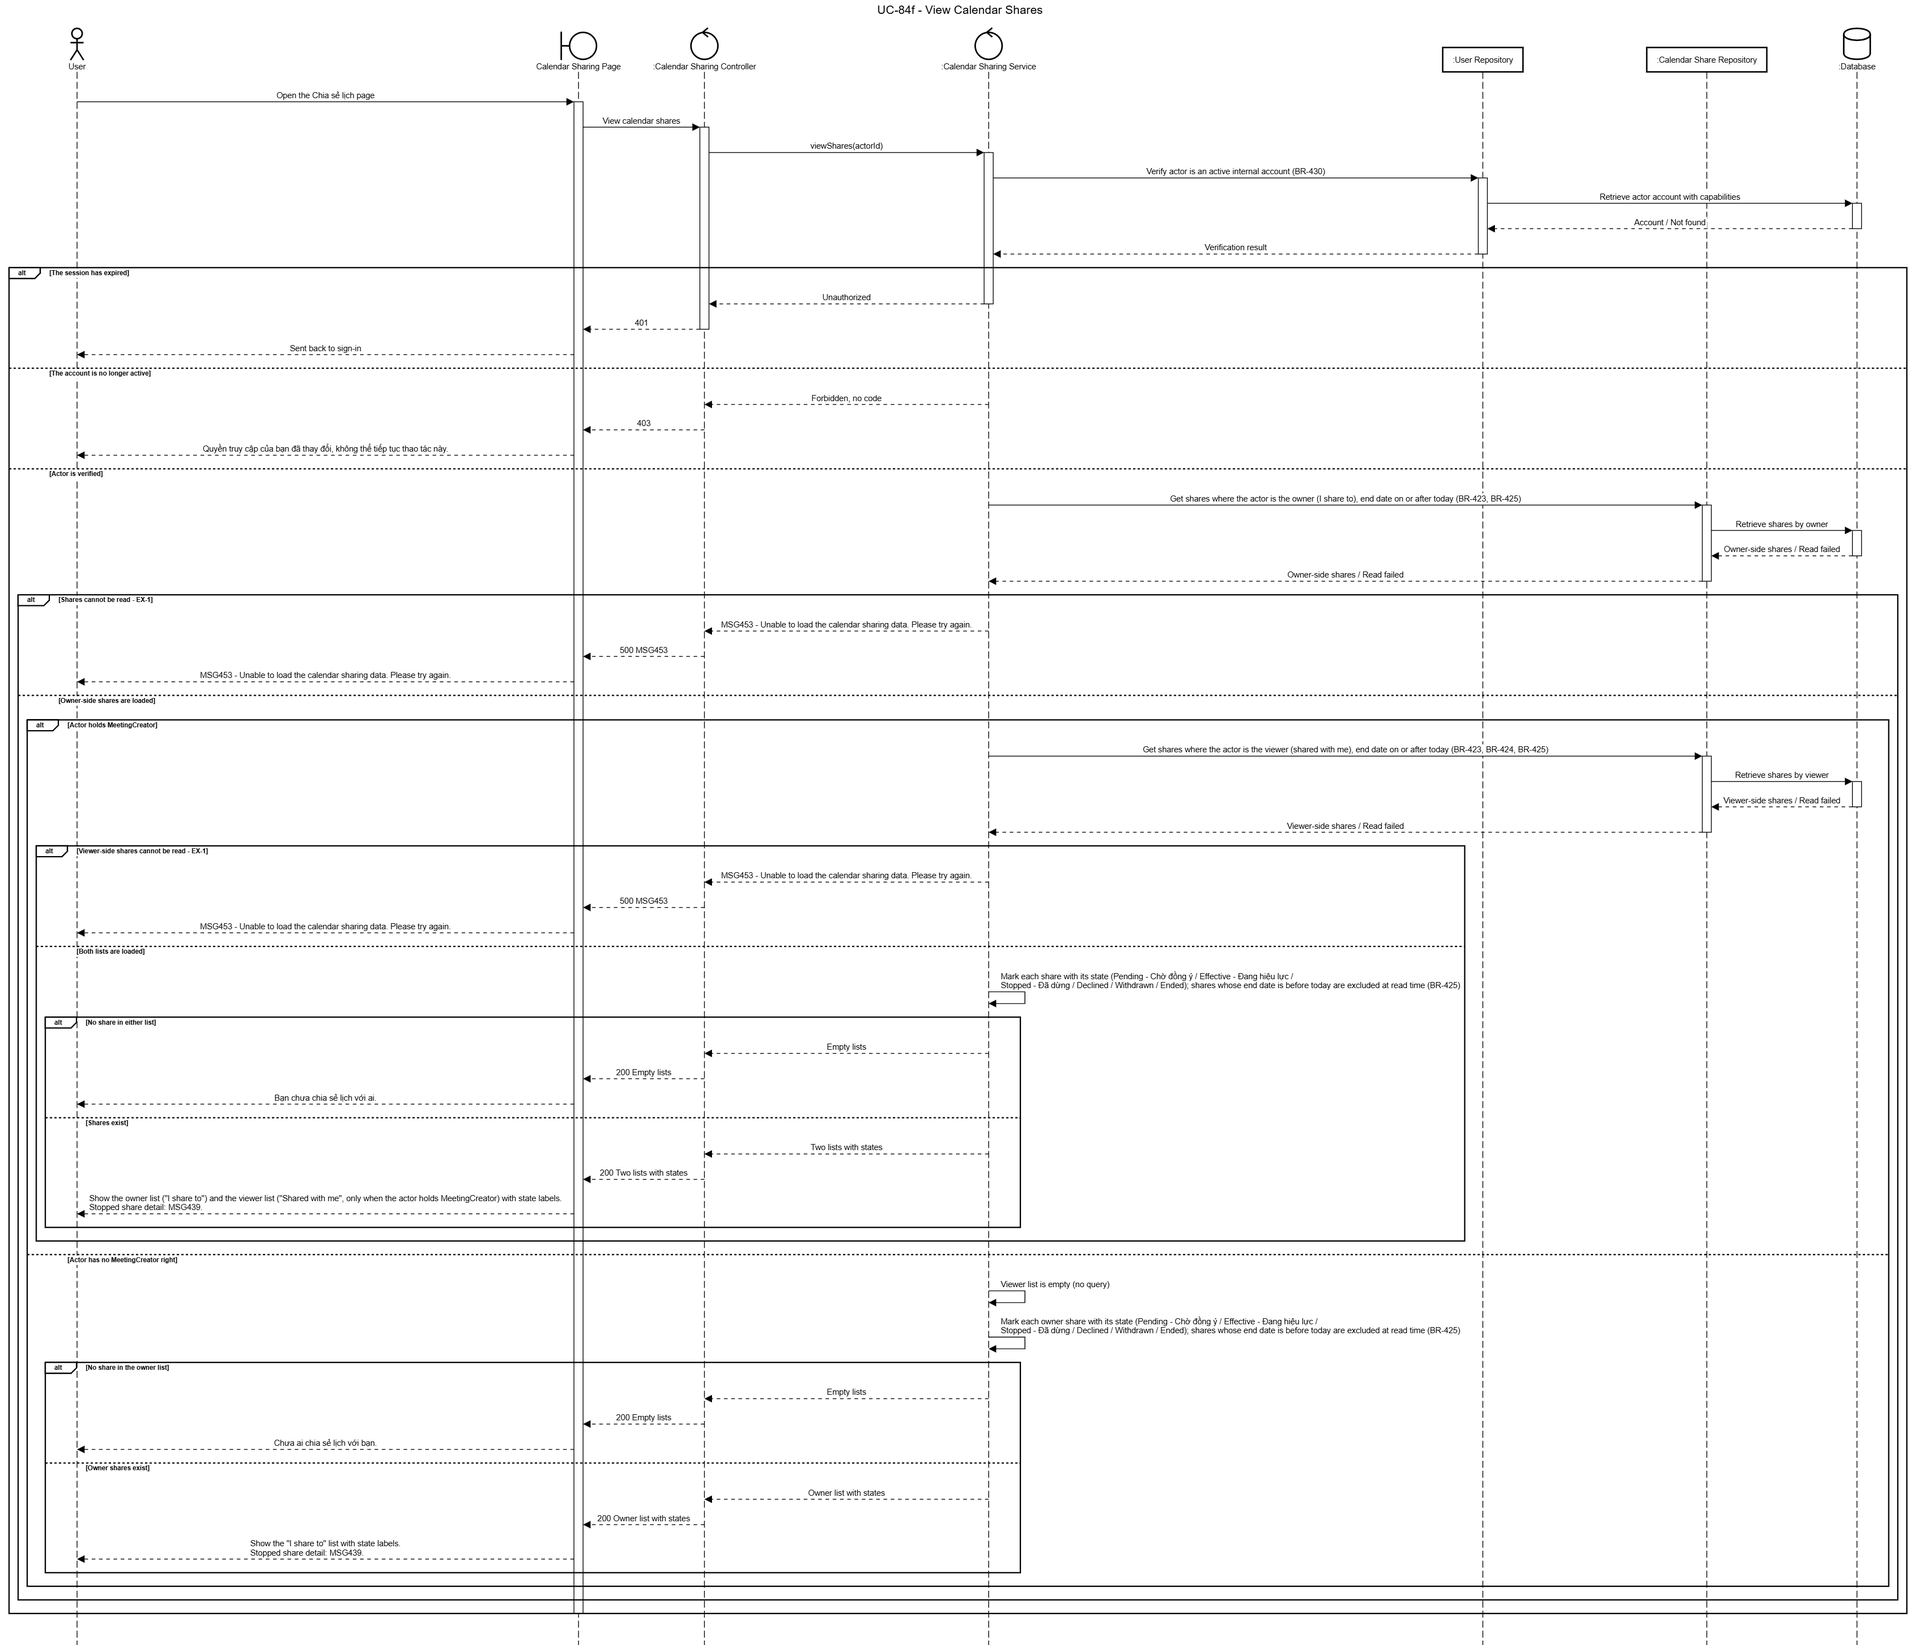 UC-84f - View Calendar Shares
User
Calendar Sharing Page
:Calendar Sharing Controller
:Calendar Sharing Service
:User Repository
:Calendar Share Repository
:Database
Open the Chia sẻ lịch page
View calendar shares
viewShares(actorId)
Verify actor is an active internal account (BR-430)
Retrieve actor account with capabilities
Account / Not found
Verification result
alt
[The session has expired]
Unauthorized
401
Sent back to sign-in
[The account is no longer active]
Forbidden, no code
403
Quyền truy cập của bạn đã thay đổi, không thể tiếp tục thao tác này.
[Actor is verified]
Get shares where the actor is the owner (I share to), end date on or after today (BR-423, BR-425)
Retrieve shares by owner
Owner-side shares / Read failed
Owner-side shares / Read failed
alt
[Shares cannot be read - EX-1]
MSG453 - Unable to load the calendar sharing data. Please try again.
500 MSG453
MSG453 - Unable to load the calendar sharing data. Please try again.
[Owner-side shares are loaded]
alt
[Actor holds MeetingCreator]
Get shares where the actor is the viewer (shared with me), end date on or after today (BR-423, BR-424, BR-425)
Retrieve shares by viewer
Viewer-side shares / Read failed
Viewer-side shares / Read failed
alt
[Viewer-side shares cannot be read - EX-1]
MSG453 - Unable to load the calendar sharing data. Please try again.
500 MSG453
MSG453 - Unable to load the calendar sharing data. Please try again.
[Both lists are loaded]
Mark each share with its state (Pending - Chờ đồng ý / Effective - Đang hiệu lực /
Stopped - Đã dừng / Declined / Withdrawn / Ended); shares whose end date is before today are excluded at read time (BR-425)
alt
[No share in either list]
Empty lists
200 Empty lists
Bạn chưa chia sẻ lịch với ai.
[Shares exist]
Two lists with states
200 Two lists with states
Show the owner list ("I share to") and the viewer list ("Shared with me", only when the actor holds MeetingCreator) with state labels.
Stopped share detail: MSG439.
[Actor has no MeetingCreator right]
Viewer list is empty (no query)
Mark each owner share with its state (Pending - Chờ đồng ý / Effective - Đang hiệu lực /
Stopped - Đã dừng / Declined / Withdrawn / Ended); shares whose end date is before today are excluded at read time (BR-425)
alt
[No share in the owner list]
Empty lists
200 Empty lists
Chưa ai chia sẻ lịch với bạn.
[Owner shares exist]
Owner list with states
200 Owner list with states
Show the "I share to" list with state labels.
Stopped share detail: MSG439.